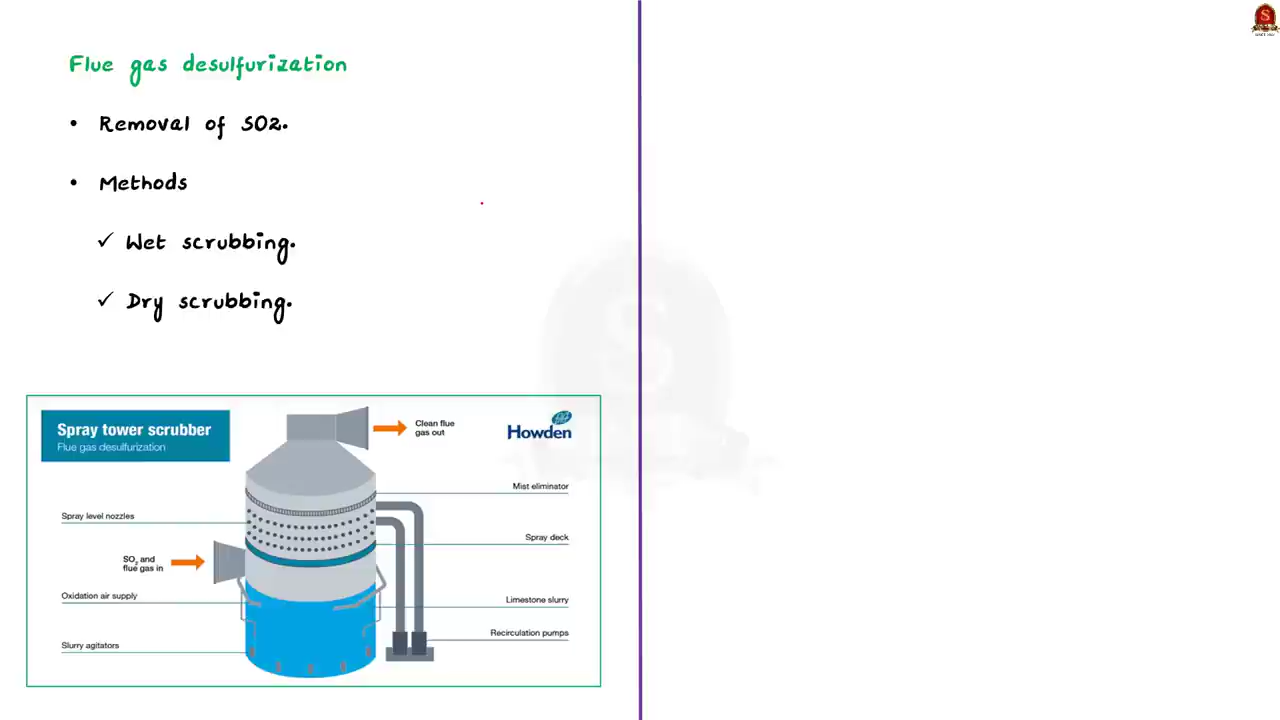 Flue gas desulfurization
• Removal of SO2.
• Methods
✓ Wet scrubbing.
✓ Dry scrubbing.
Spray tower scrubber
Flue gas desulfurization
Clean flue
gas out
Howden
Mist eliminator
Spray level nozzles
Spray deck
SO₂ and
flue gas in
Oxidation air supply
Limestone slurry
Recirculation pumps
Slurry agitators
S